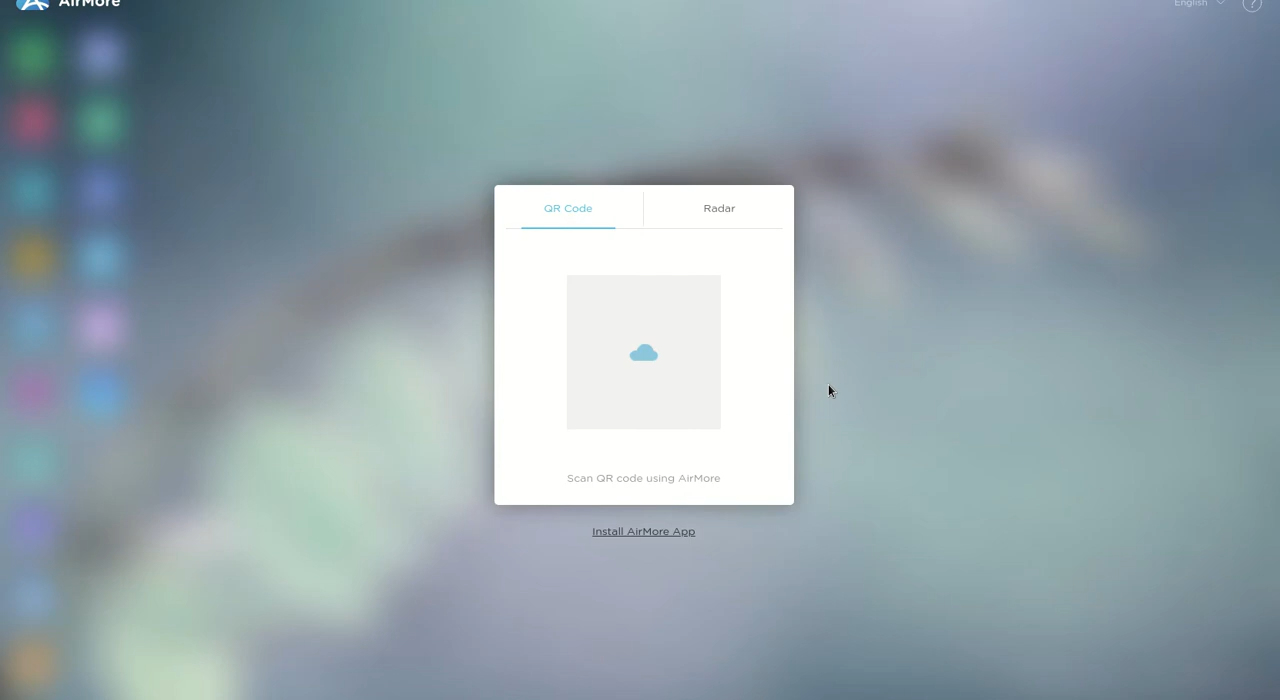 AirMore
English
?
QR Code
Radar
Scan QR code using AirMore
Install AirMore App